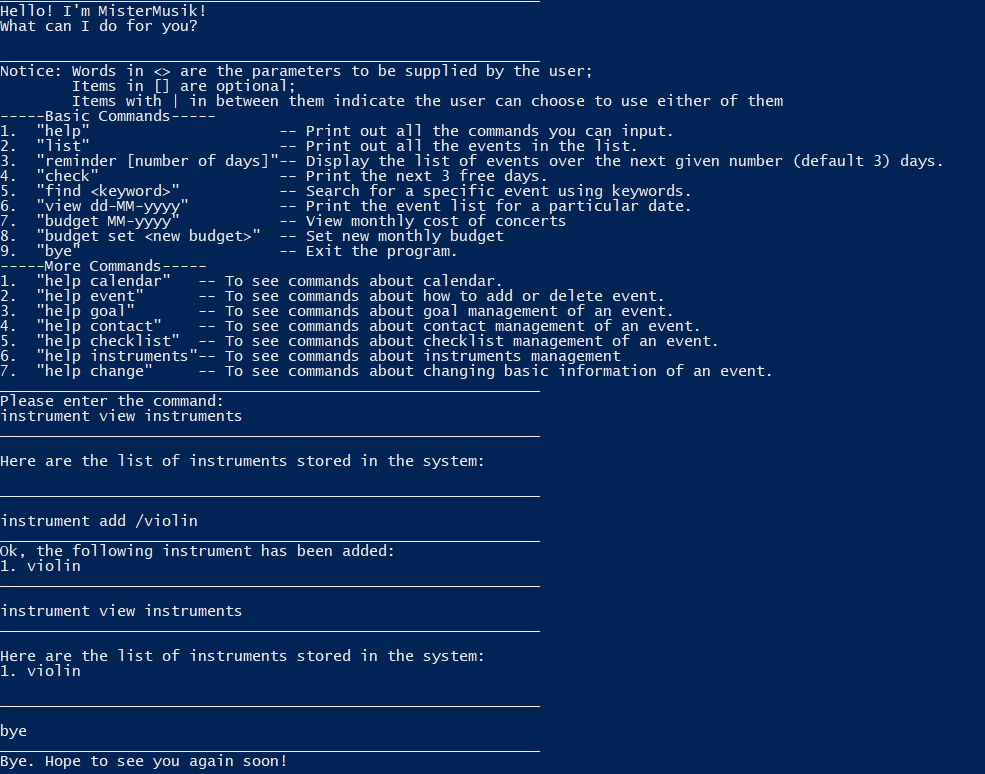 Hello! I'm MisterMusik!
What can I do for you?
Notice: Words in <> are the parameters to be supplied by the user;
        Items in [] are optional;
        Items with | in between them indicate the user can choose to use either of them
-----Basic Commands-----
1.  "help"                     -- Print out all the commands you can input.
2.  "list"                     -- Print out all the events in the list.
3.  "reminder [number of days]"-- Display the list of events over the next given number (default 3) days.
4.  "check"                    -- Print the next 3 free days.
5.  "find <keyword>"           -- Search for a specific event using keywords.
6.  "view dd-MM-yyyy"          -- Print the event list for a particular date.
7.  "budget MM-yyyy"           -- View monthly cost of concerts
8.  "budget set <new budget>"  -- Set new monthly budget
9.  "bye"                      -- Exit the program.
-----More Commands-----
1.  "help calendar"   -- To see commands about calendar.
2.  "help event"      -- To see commands about how to add or delete event.
3.  "help goal"       -- To see commands about goal management of an event.
4.  "help contact"    -- To see commands about contact management of an event.
5.  "help checklist"  -- To see commands about checklist management of an event.
6.  "help instruments"-- To see commands about instruments management
7.  "help change"     -- To see commands about changing basic information of an event.
Please enter the command:
instrument view instruments
Here are the list of instruments stored in the system:
instrument add /violin
Ok, the following instrument has been added:
1. violin
instrument view instruments
Here are the list of instruments stored in the system:
1. violin
bye
Bye. Hope to see you again soon!